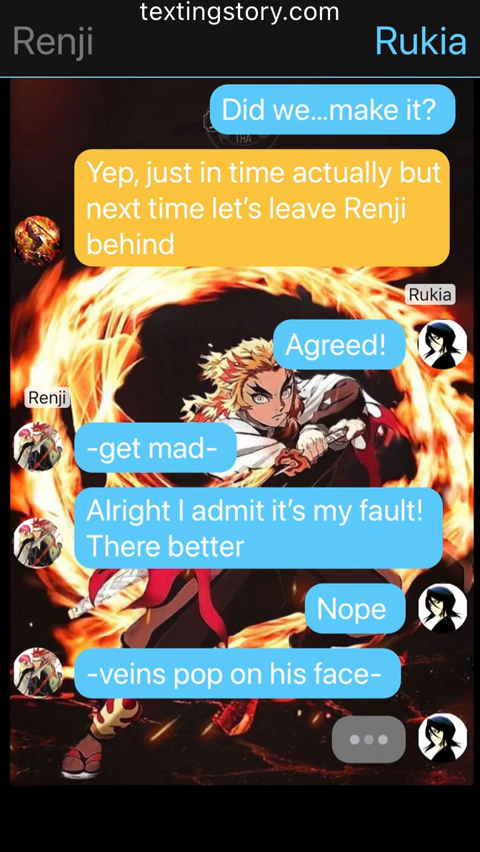 textingstory.com
Renji
Rukia
Did we...make it?
Yep, just in time actually but
next time let's leave Renji
behind
Rukia
Agreed!
Renji
-get mad-
Alright I admit it's my fault!
There better
Nope
-veins pop on his face-